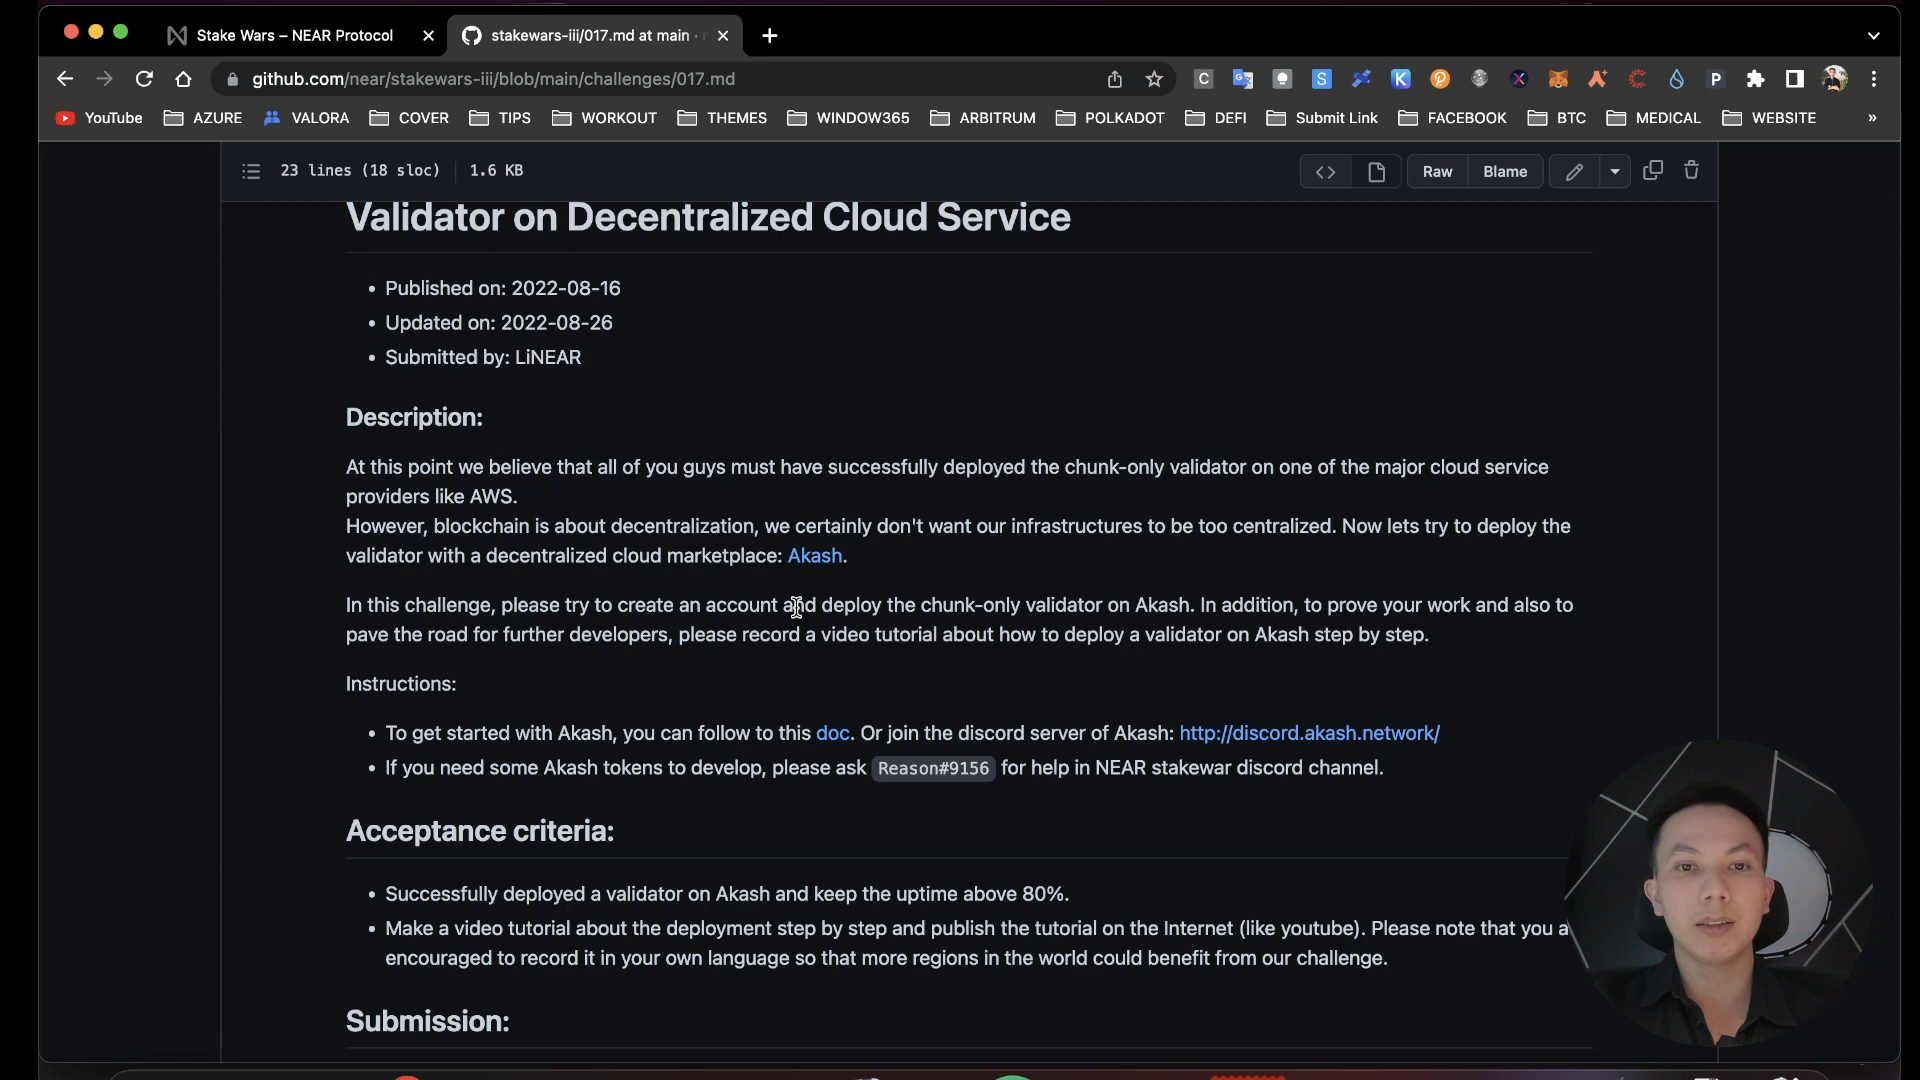 Stake Wars – NEAR Protocol
stakewars-iii/017.md at main ·
github.com/near/stakewars-iii/blob/main/challenges/017.md
YouTube AZURE VALORA COVER TIPS WORKOUT THEMES WINDOW365 ARBITRUM POLKADOT DEFI Submit Link FACEBOOK BTC MEDICAL WEBSITE »
23 lines (18 sloc) 1.6 KB Raw Blame
Validator on Decentralized Cloud Service
• Published on: 2022-08-16
• Updated on: 2022-08-26
• Submitted by: LiNEAR
Description:
At this point we believe that all of you guys must have successfully deployed the chunk-only validator on one of the major cloud service
providers like AWS.
However, blockchain is about decentralization, we certainly don't want our infrastructures to be too centralized. Now lets try to deploy the
validator with a decentralized cloud marketplace: Akash.
In this challenge, please try to create an account and deploy the chunk-only validator on Akash. In addition, to prove your work and also to
pave the road for further developers, please record a video tutorial about how to deploy a validator on Akash step by step.
Instructions:
• To get started with Akash, you can follow to this doc. Or join the discord server of Akash: http://discord.akash.network/
• If you need some Akash tokens to develop, please ask Reason#9156 for help in NEAR stakewar discord channel.
Acceptance criteria:
• Successfully deployed a validator on Akash and keep the uptime above 80%.
• Make a video tutorial about the deployment step by step and publish the tutorial on the Internet (like youtube). Please note that you a
encouraged to record it in your own language so that more regions in the world could benefit from our challenge.
Submission: